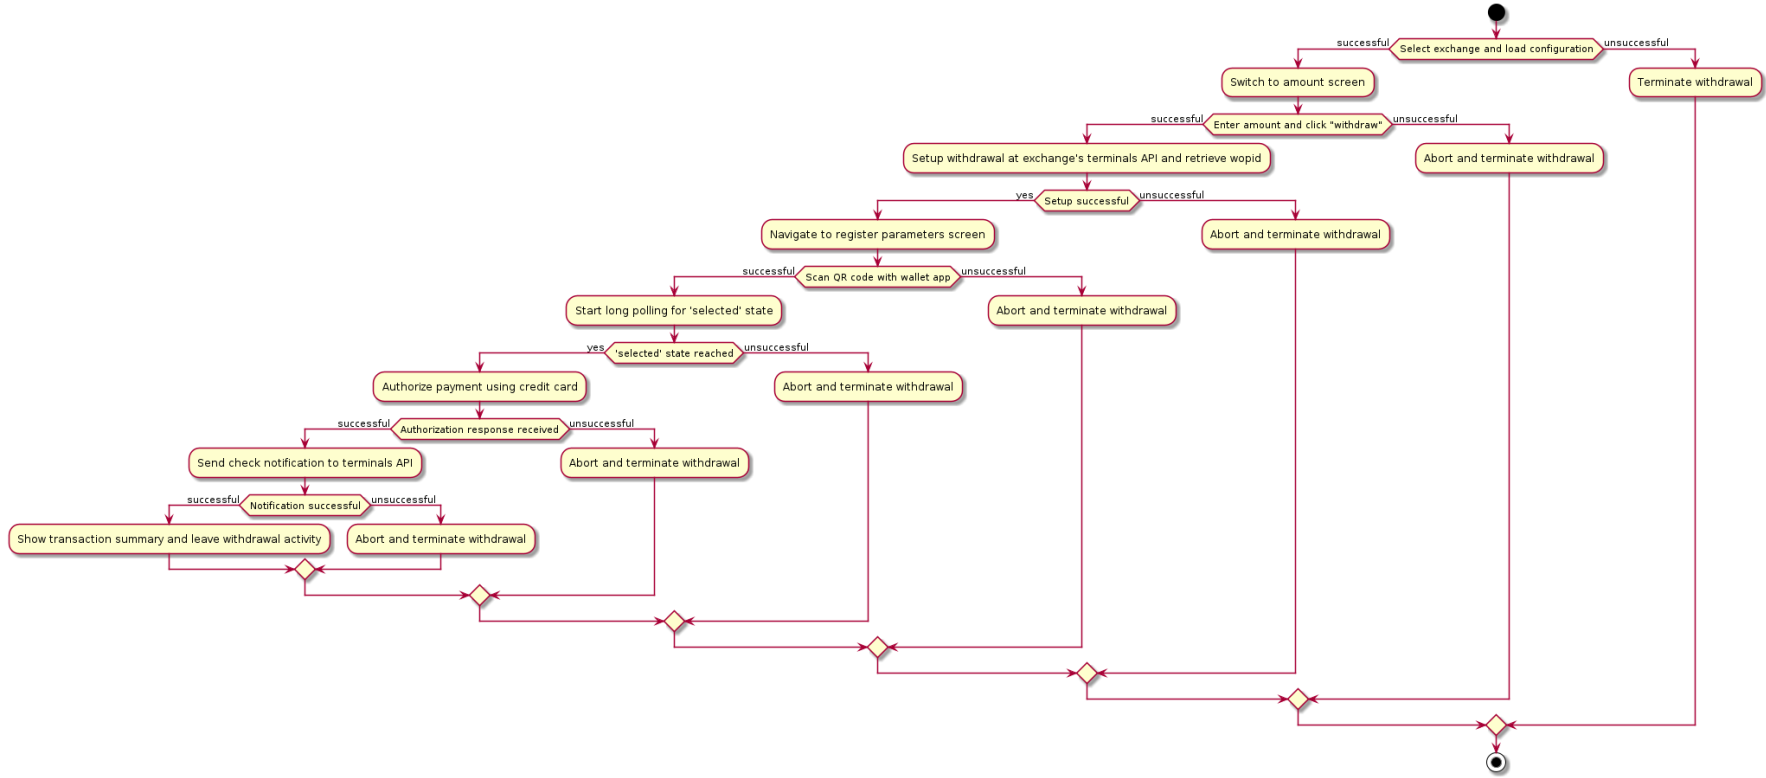 successful
Select exchange and load configuration
unsuccessful
Switch to amount screen
Terminate withdrawal
successful
Enter amount and click "withdraw"
unsuccessful
Setup withdrawal at exchange's terminals API and retrieve wopid
Abort and terminate withdrawal
yes
Setup successful
unsuccessful
Navigate to register parameters screen
Abort and terminate withdrawal
successful
Scan QR code with wallet app
unsuccessful
Start long polling for 'selected' state
Abort and terminate withdrawal
yes
'selected' state reached
unsuccessful
Authorize payment using credit card
Abort and terminate withdrawal
successful
Authorization response received
unsuccessful
Send check notification to terminals API
Abort and terminate withdrawal
successful
Notification successful
unsuccessful
Show transaction summary and leave withdrawal activity
Abort and terminate withdrawal